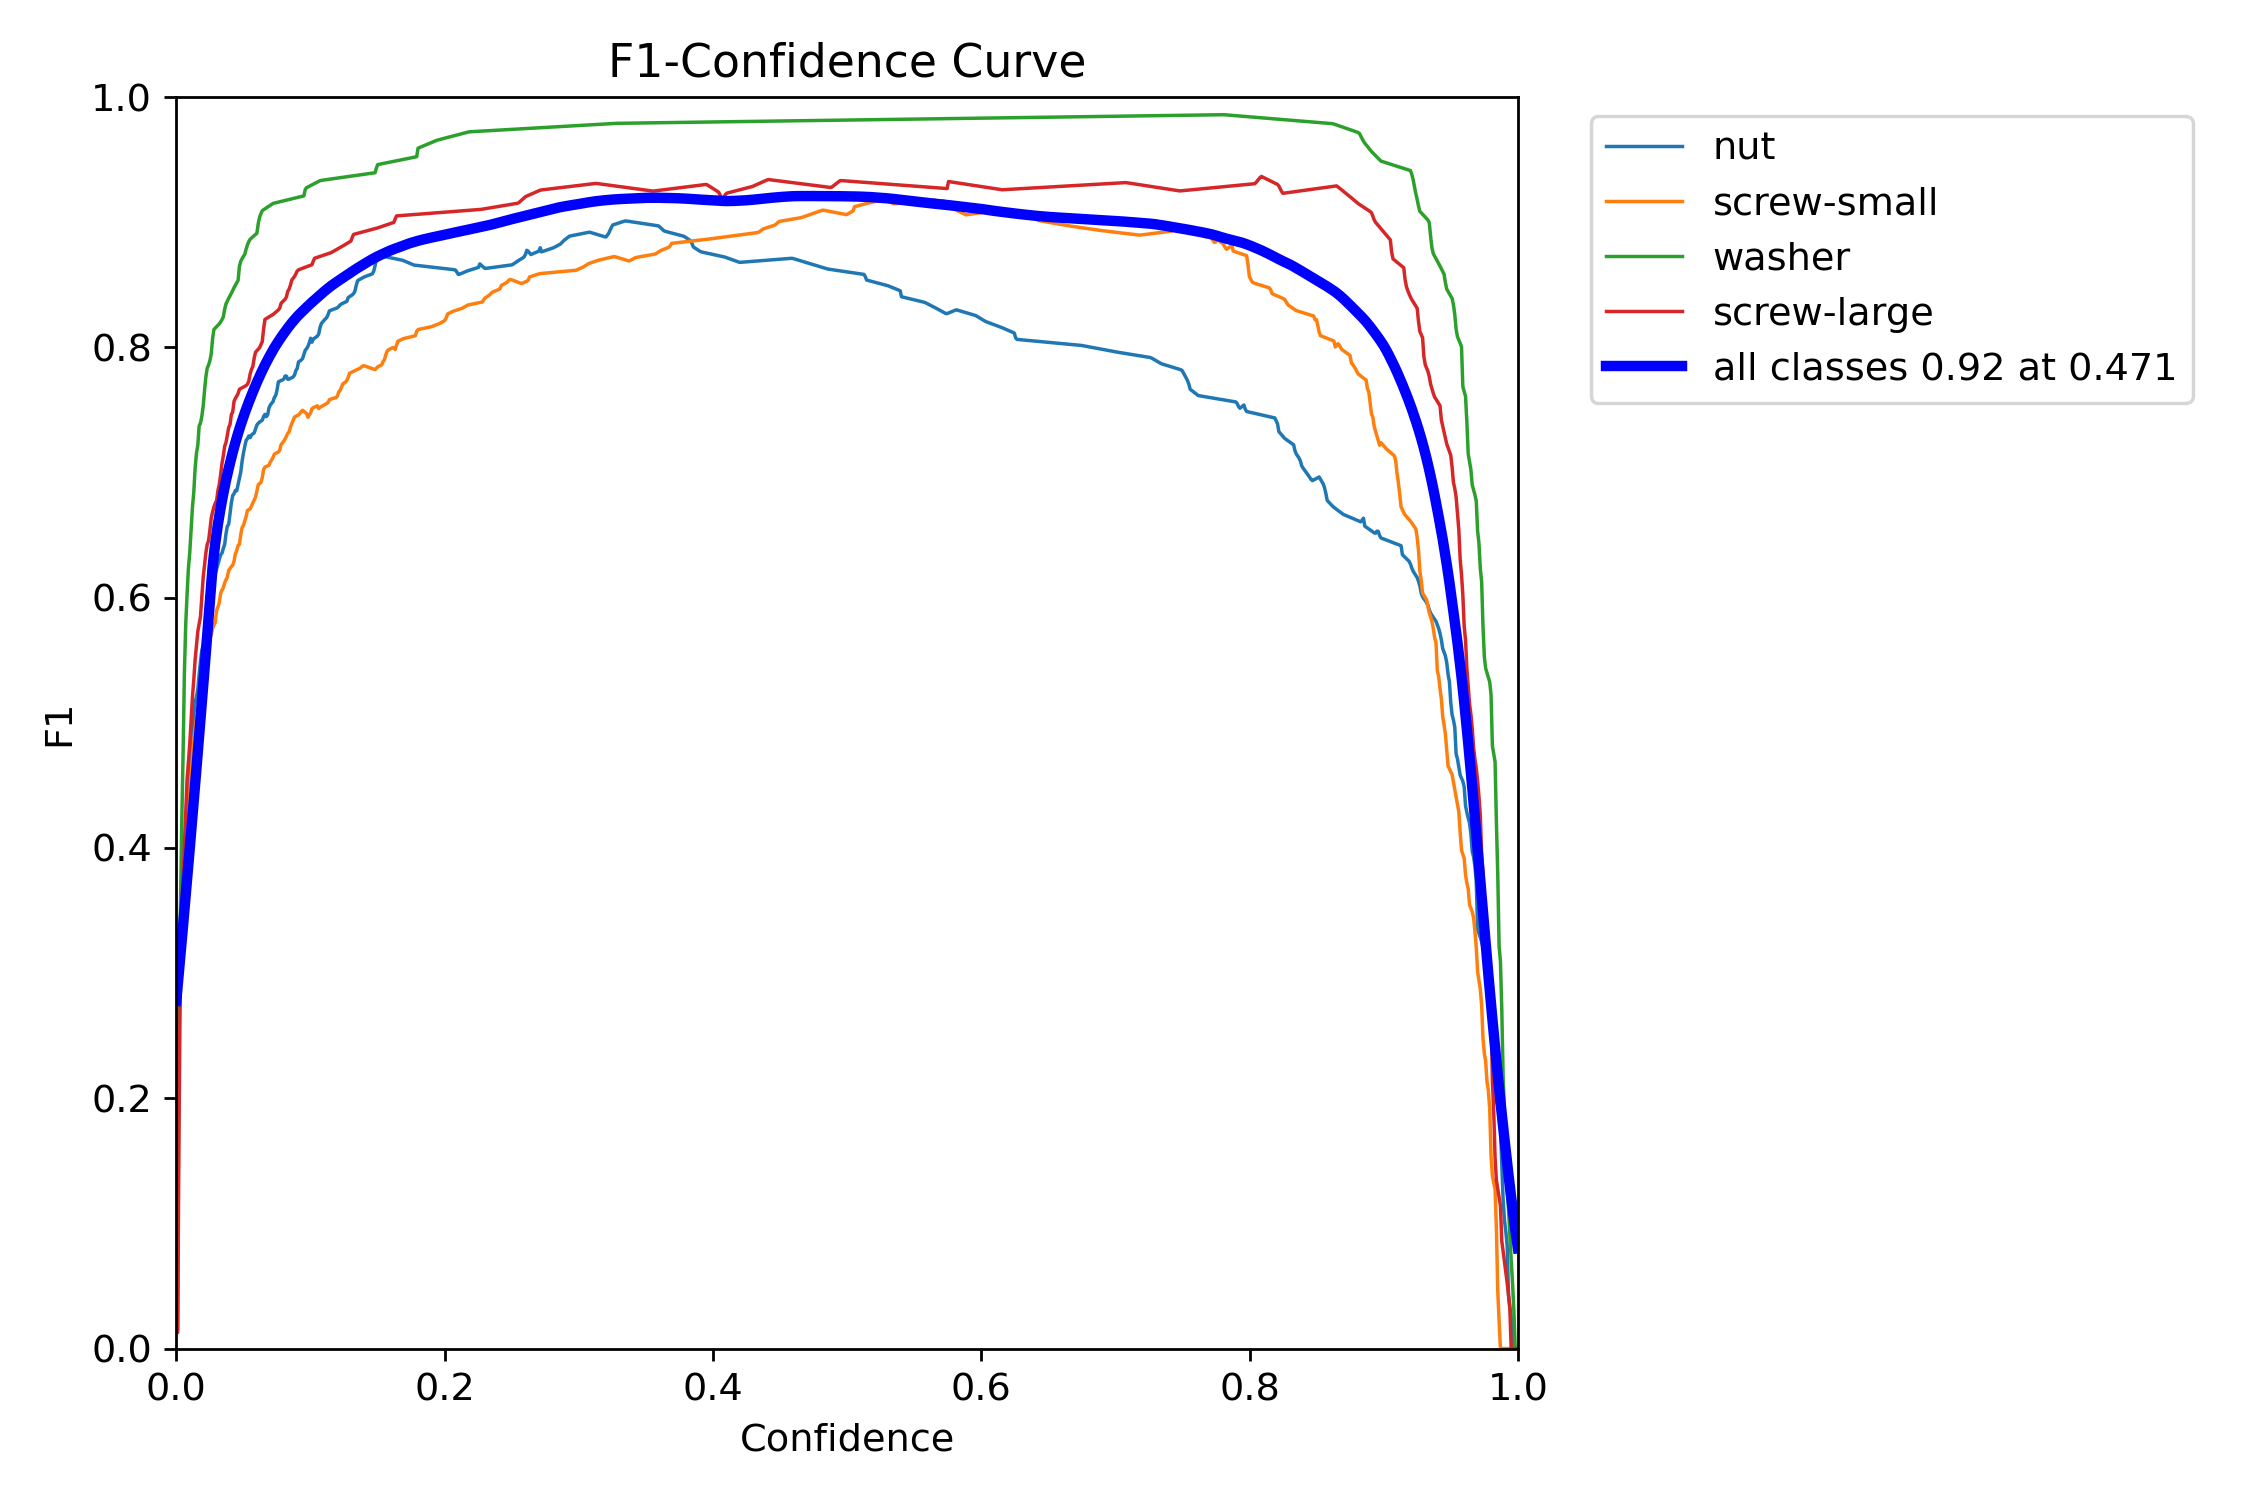 F1-Confidence Curve
1.0
0.8
0.6
0.4
0.2
0.0
F1
0.0 0.2 0.4 0.6 0.8 1.0
Confidence
nut
screw-small
washer
screw-large
all classes 0.92 at 0.471